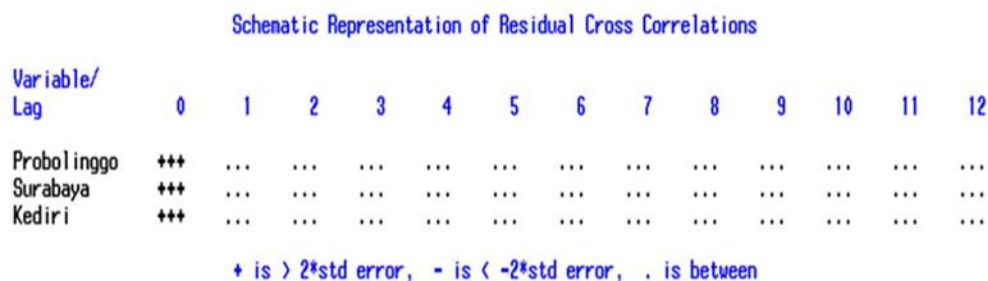 Schematic Representation of Residual Cross Correlations
Variable/
Lag 0 1 2 3 4 5 6 7 8 9 10 11 12
Probolinggo +++ ... ... ... ... ... ... ... ... ... ... ... ...
Surabaya +++ ... ... ... ... ... ... ... ... ... ... ... ...
Kediri +++ ... ... ... ... ... ... ... ... ... ... ... ...
+ is > 2*std error, - is < -2*std error, . is between